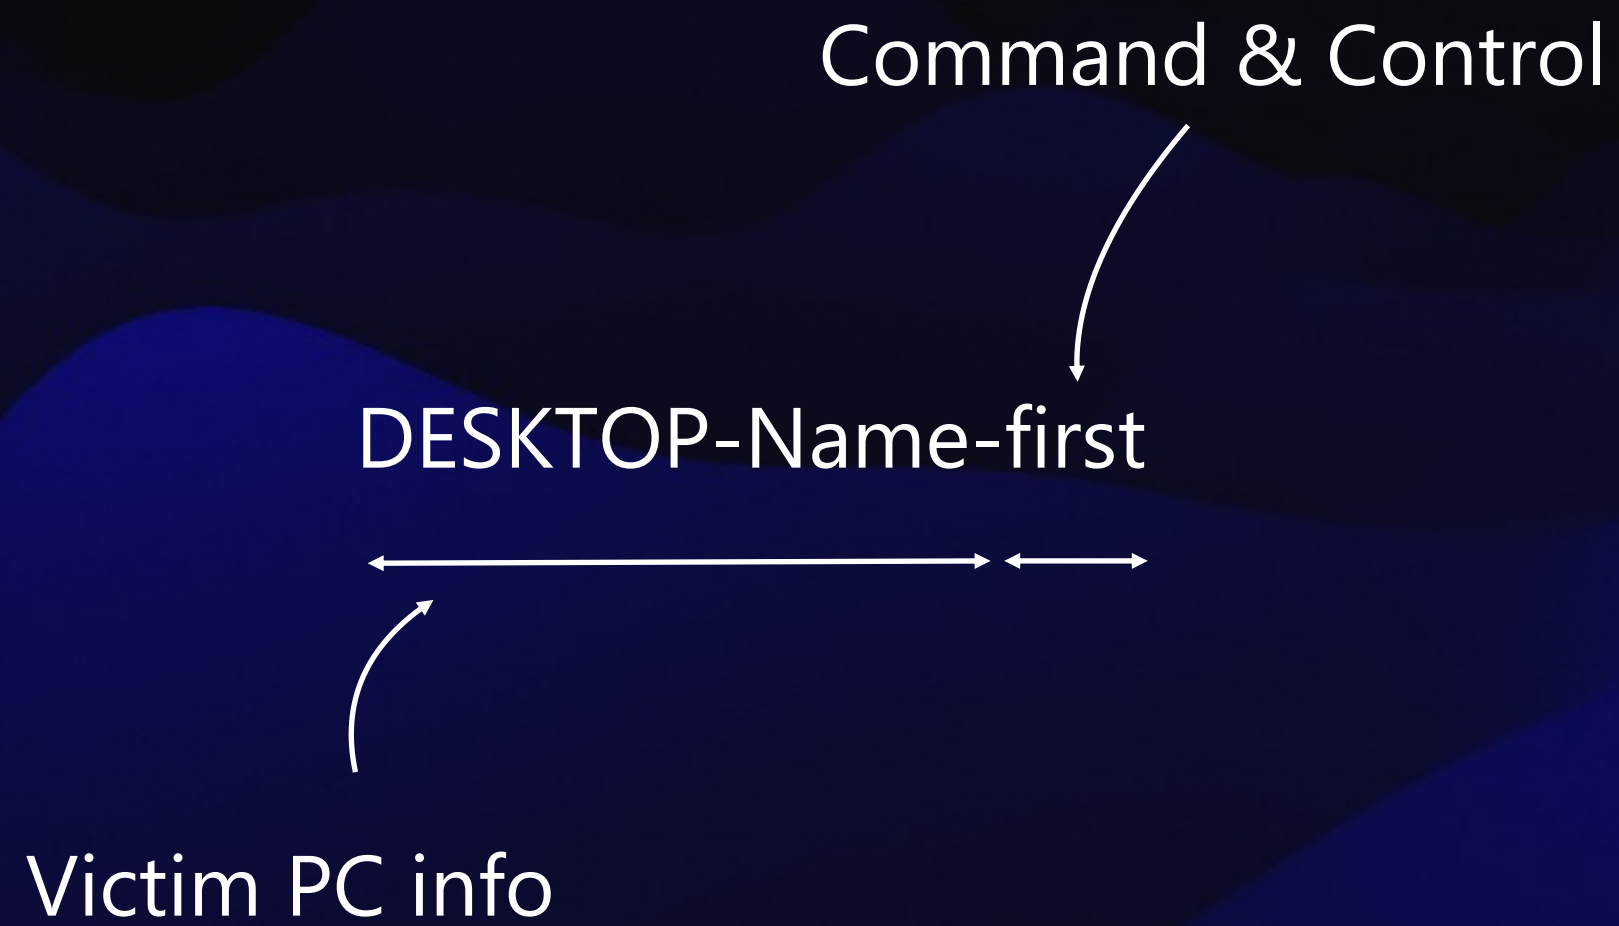 Command & Control
DESKTOP-Name-first
Victim PC info